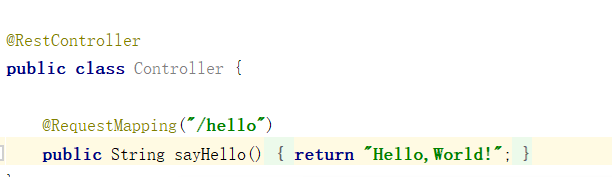 @RestController
public class Controller {
@RequestMapping("/hello")
public String sayHello() { return "Hello,World!"; }
}